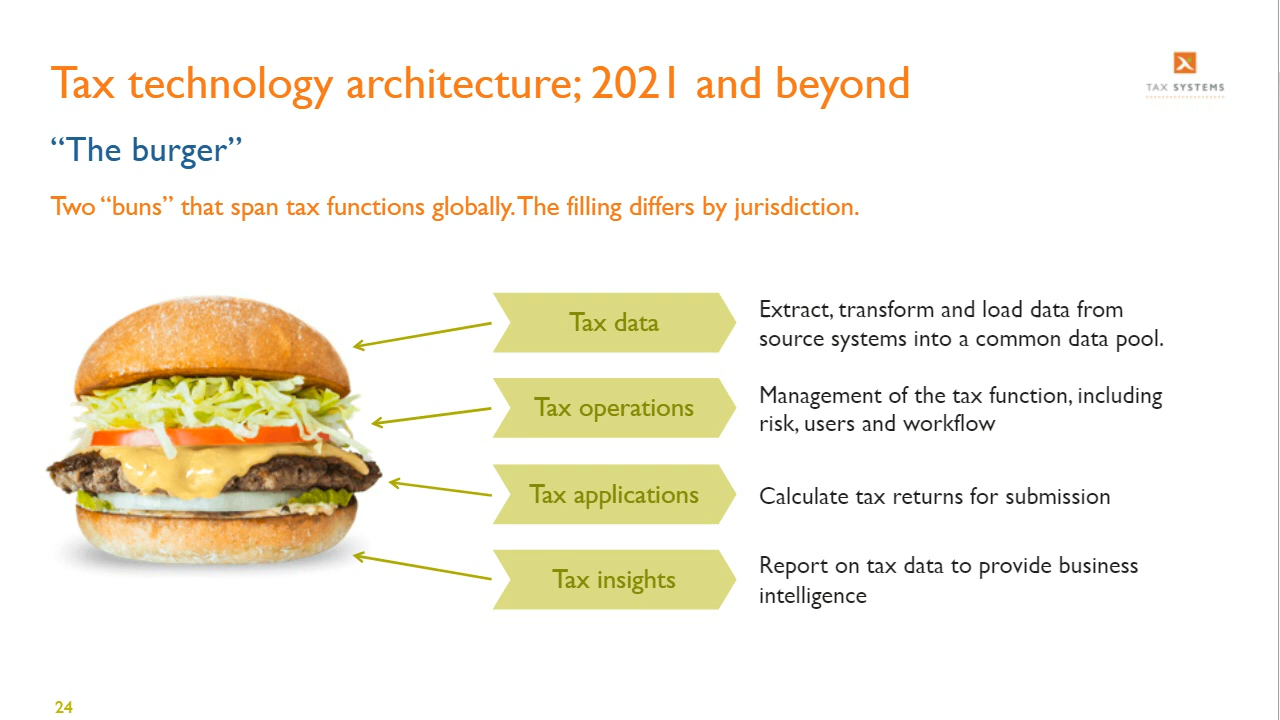 Tax technology architecture; 2021 and beyond
TAX SYSTEMS
“The burger”
Two “buns” that span tax functions globally. The filling differs by jurisdiction.
Tax data
Extract, transform and load data from
source systems into a common data pool.
Tax operations
Management of the tax function, including
risk, users and workflow
Tax applications
Calculate tax returns for submission
Tax insights
Report on tax data to provide business
intelligence
24